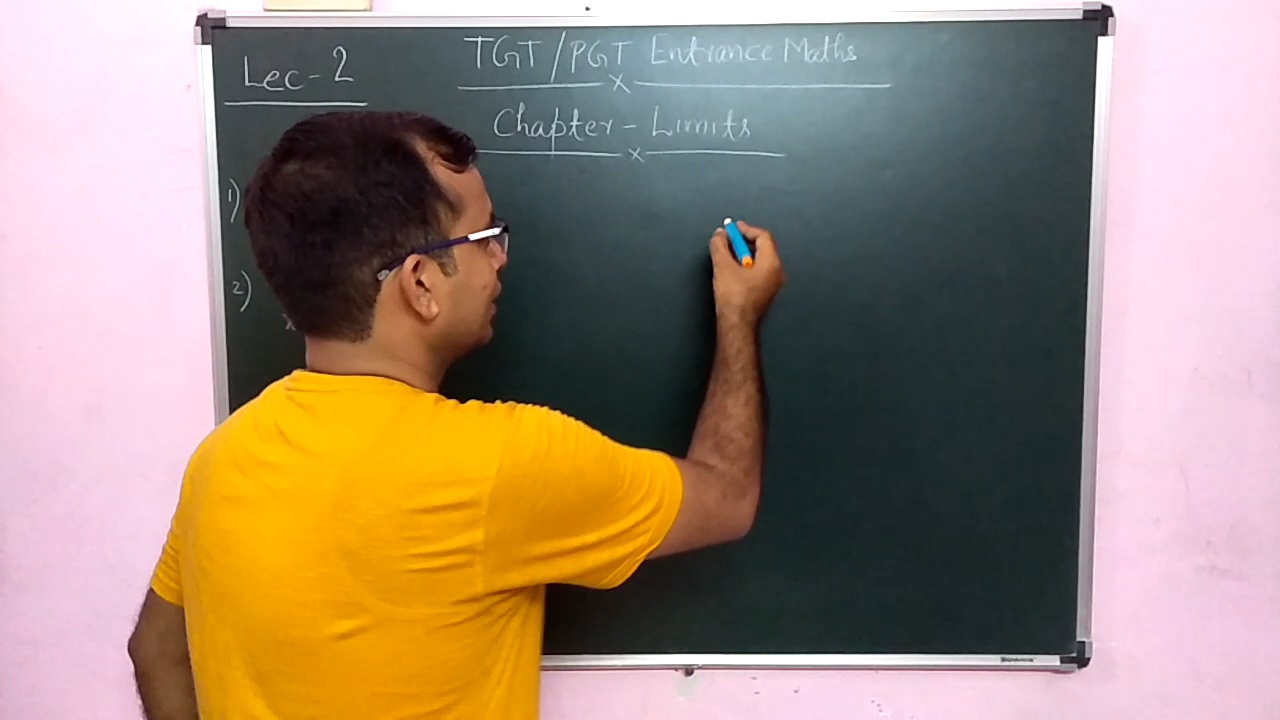 Lec-2
TGT/PGT Entrance Maths
Chapter-Limits
1)
2)